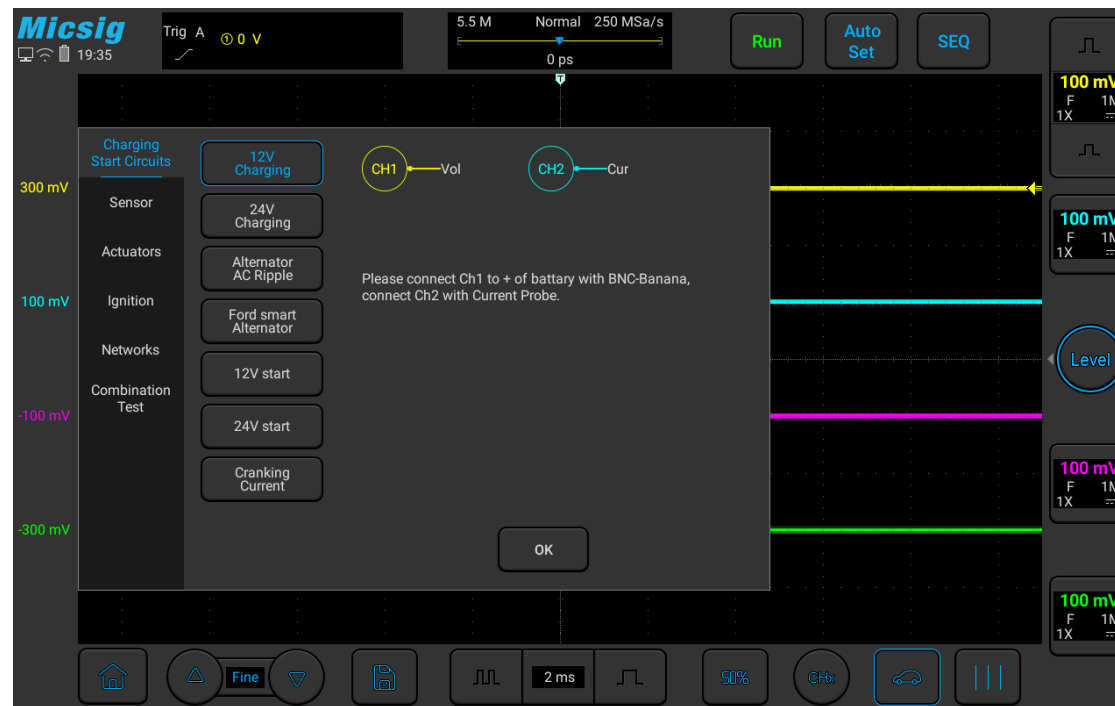 Micsig
19:35
Trig A
① 0 V
5.5 M Normal 250 MSa/s
0 ps
Run
Auto
Set
SEQ
T
100 mV
F 1M
1X
300 mV
100 mV
-100 mV
-300 mV
Charging
Start Circuits
Sensor
Actuators
Ignition
Networks
Combination
Test
12V
Charging
24V
Charging
Alternator
AC Ripple
Ford smart
Alternator
12V start
24V start
Cranking
Current
CH1 Vol
CH2 Cur
Please connect Ch1 to + of battary with BNC-Banana,
connect Ch2 with Current Probe.
OK
100 mV
F 1M
1X
Level
100 mV
F 1M
1X
100 mV
F 1M
1X
Fine
2 ms
50%
CHx